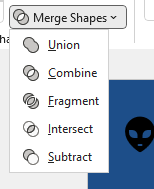 Merge Shapes
Union
Combine
Fragment
Intersect
Subtract